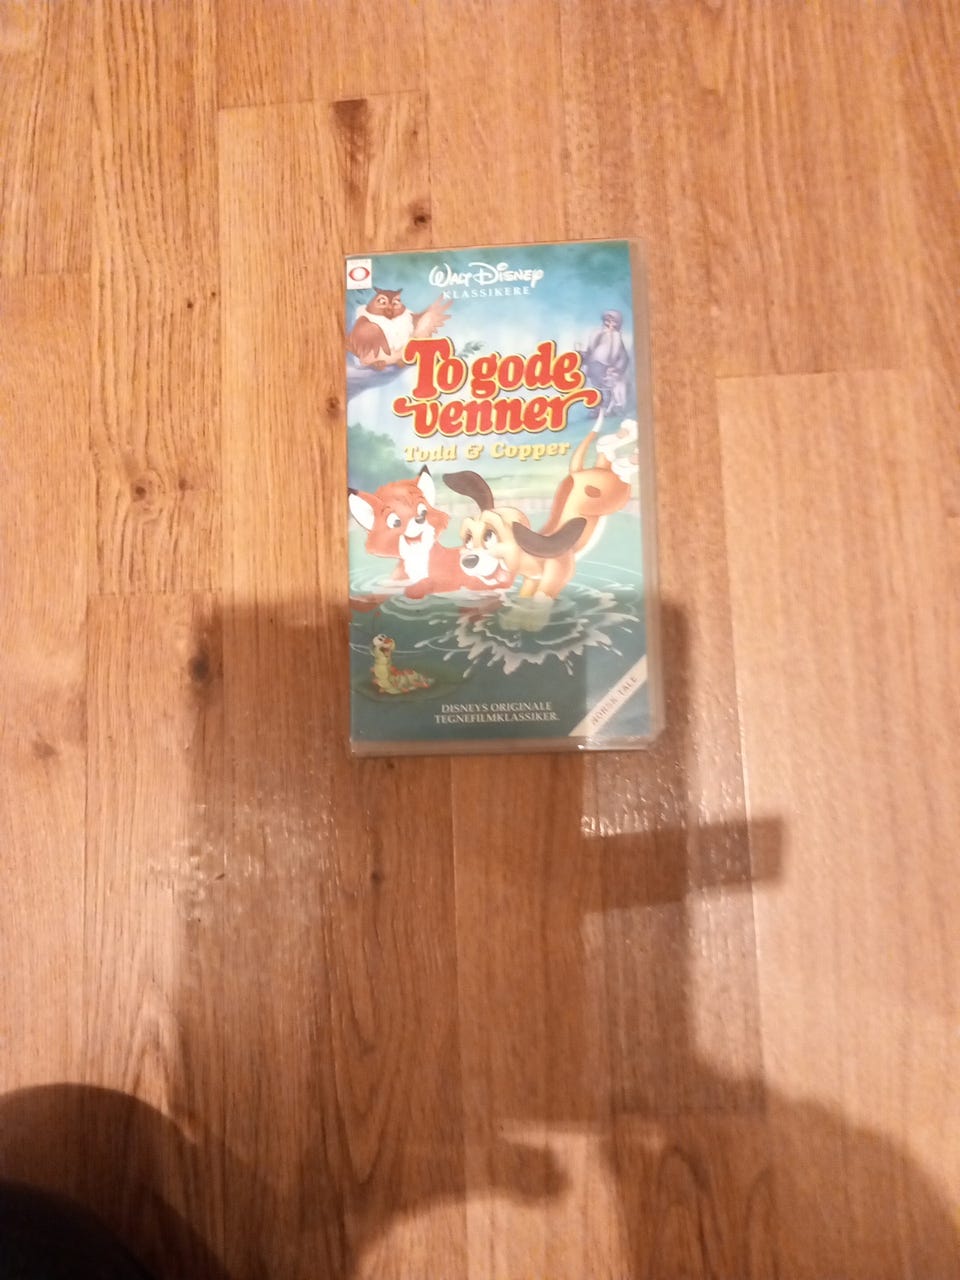 Walt Disney
KLASSIKERE
To gode
venner
Todd & Copper
DISNEYS ORIGINALE
TEGNEFILMKLASSIKER.
NORSK TALE